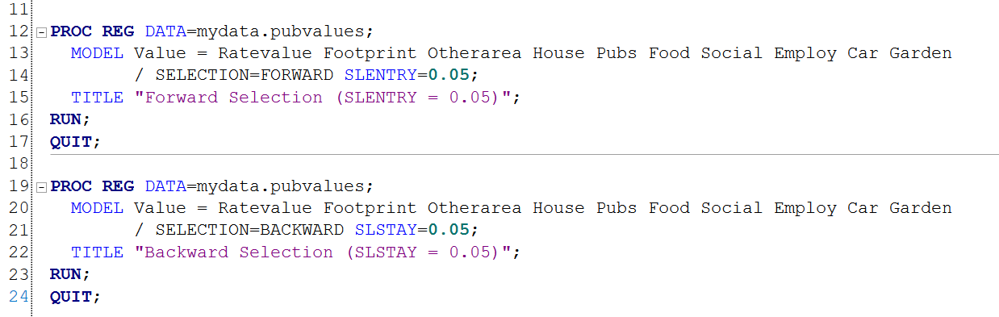 11
12 PROC REG DATA=mydata.pubvalues;
13 MODEL Value = Ratevalue Footprint Otherarea House Pubs Food Social Employ Car Garden
14 / SELECTION=FORWARD SLENTRY=0.05;
15 TITLE "Forward Selection (SLENTRY = 0.05)";
16 RUN;
17 QUIT;
18
19 PROC REG DATA=mydata.pubvalues;
20 MODEL Value = Ratevalue Footprint Otherarea House Pubs Food Social Employ Car Garden
21 / SELECTION=BACKWARD SLSTAY=0.05;
22 TITLE "Backward Selection (SLSTAY = 0.05)";
23 RUN;
24 QUIT;